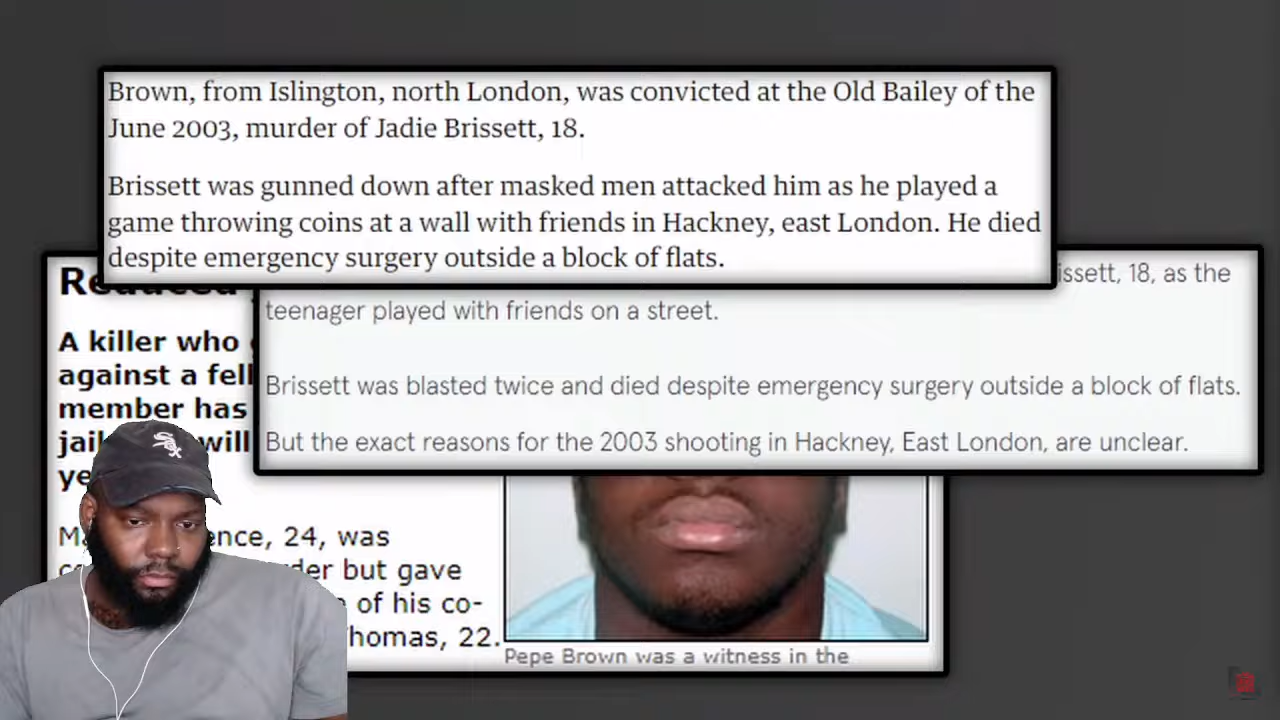 Brown, from Islington, north London, was convicted at the Old Bailey of the
June 2003, murder of Jadie Brissett, 18.
Brissett was gunned down after masked men attacked him as he played a
game throwing coins at a wall with friends in Hackney, east London. He died
despite emergency surgery outside a block of flats.
issett, 18, as the
teenager played with friends on a street.
Brissett was blasted twice and died despite emergency surgery outside a block of flats.
But the exact reasons for the 2003 shooting in Hackney, East London, are unclear.
A killer who
against a fell
member has
jail will
ye
ence, 24, was
der but gave
of his co-
homas, 22.
Pepe Brown was a witness in the